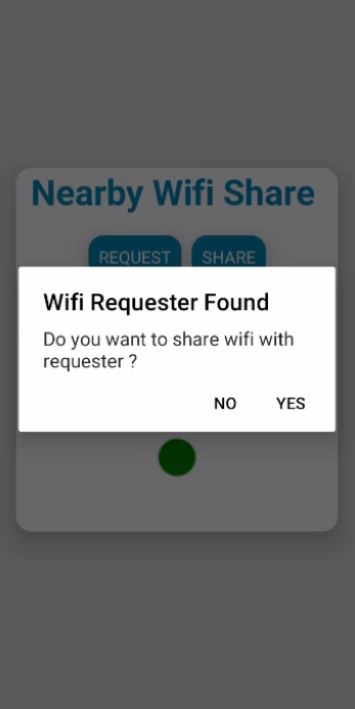 Nearby Wifi Share
REQUEST SHARE
Wifi Requester Found
Do you want to share wifi with
requester ?
NO YES